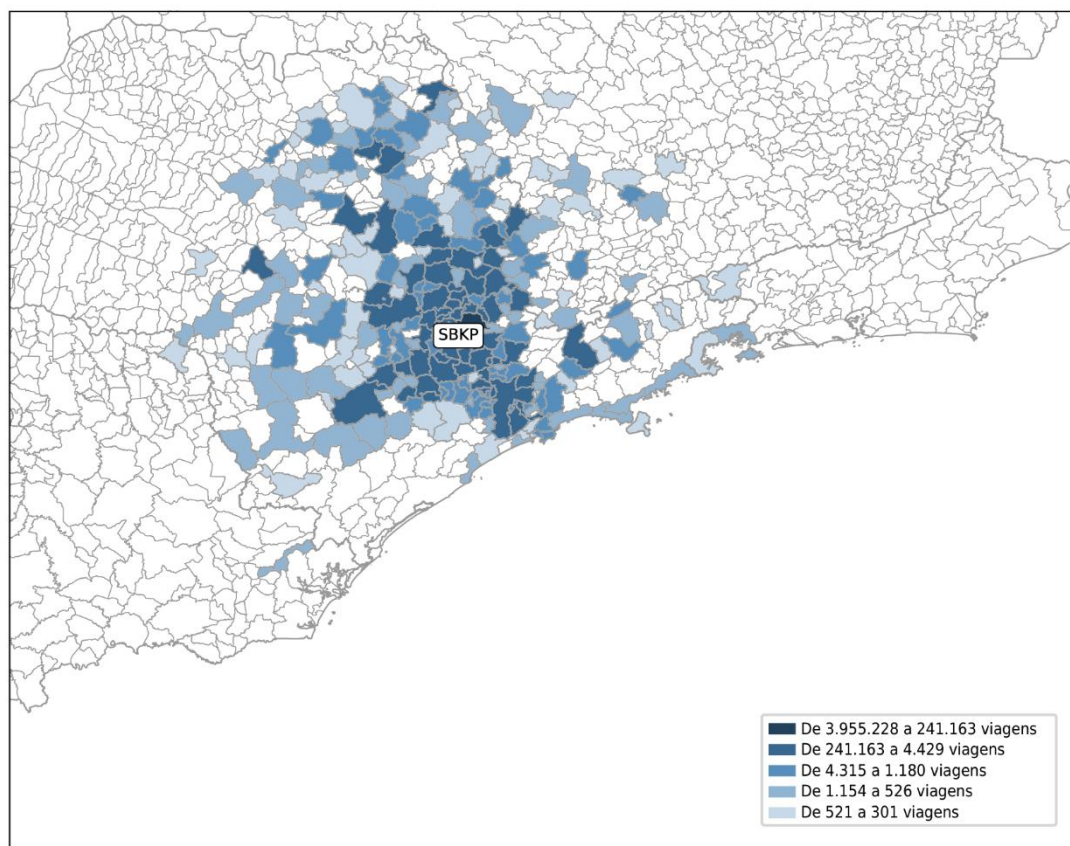 SBKP
De 3.955.228 a 241.163 viagens
De 241.163 a 4.429 viagens
De 4.315 a 1.180 viagens
De 1.154 a 526 viagens
De 521 a 301 viagens